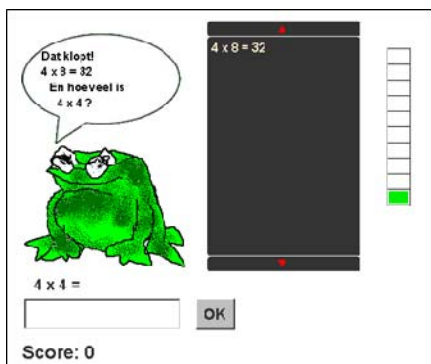 Dat klopt!
4 x 8 = 32
En hoeveel is
4 x 4 ?
4 x 8 = 32
4 x 4 =
OK
Score: 0